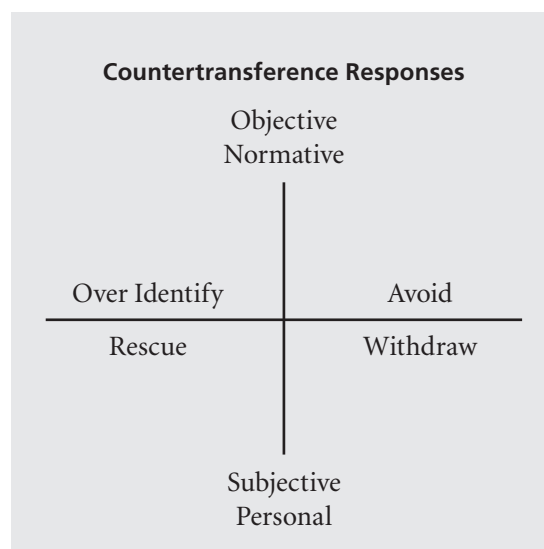 Countertransference Responses
Objective
Normative
Over Identify
Avoid
Rescue
Withdraw
Subjective
Personal